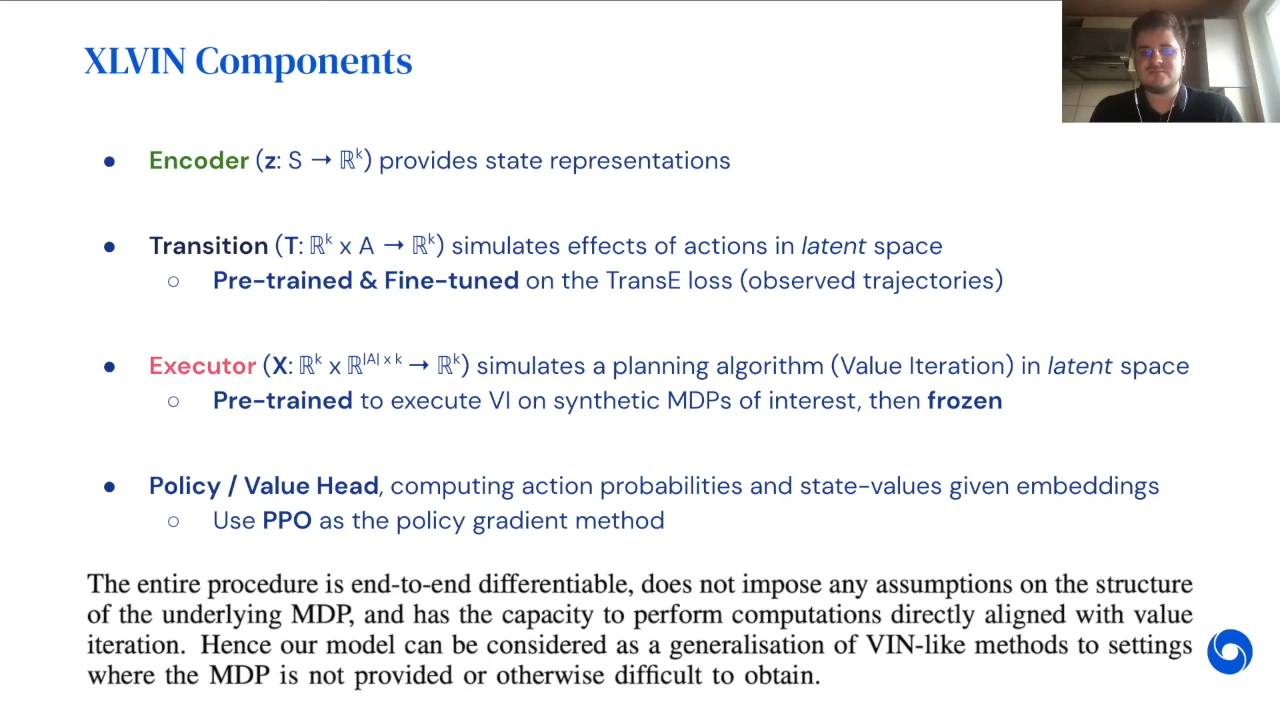 XLVIN Components
● Encoder (z: S → ℝᵏ) provides state representations
● Transition (T: ℝᵏ x A → ℝᵏ) simulates effects of actions in latent space
○ Pre-trained & Fine-tuned on the TransE loss (observed trajectories)
● Executor (X: ℝᵏ x ℝ|A| x k → ℝᵏ) simulates a planning algorithm (Value Iteration) in latent space
○ Pre-trained to execute VI on synthetic MDPs of interest, then frozen
● Policy / Value Head, computing action probabilities and state-values given embeddings
○ Use PPO as the policy gradient method
The entire procedure is end-to-end differentiable, does not impose any assumptions on the structure
of the underlying MDP, and has the capacity to perform computations directly aligned with value
iteration. Hence our model can be considered as a generalisation of VIN-like methods to settings
where the MDP is not provided or otherwise difficult to obtain.